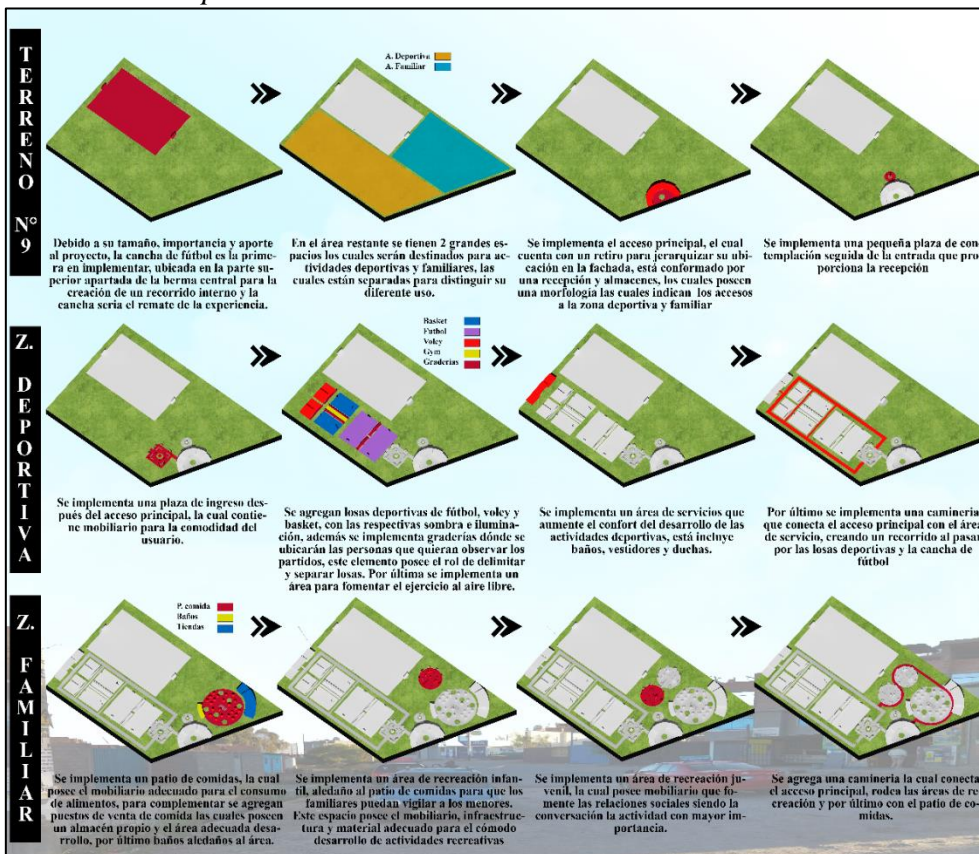 TERRENO N° 9
A. Deportiva
A. Familiar
Debido a su tamaño, importancia y aporte
al proyecto, la cancha de fútbol es la prime-
ra en implementar, ubicada en la parte su-
perior apartada de la berma central para la
creación de un recorrido interno y la
cancha seria el remate de la experiencia.
En el área restante se tienen 2 grandes es-
pacios los cuales serán destinados para ac-
tividades deportivas y familiares, las
cuales están separadas para distinguir su
diferente uso.
Se implementa el acceso principal, el cual
cuenta con un retiro para jerarquizar su ubi-
cación en la fachada, está conformado por
una recepción y almacenes, los cuales poseen
una morfología las cuales indican los accesos
a la zona deportiva y familiar
Se implementa una pequeña plaza de con-
templación seguida de la entrada que pro-
porciona la recepción
Z. DEPORTIVA
Basket
Futbol
Voley
Gym
Graderías
Se implementa una plaza de ingreso des-
pués del acceso principal, la cual contie-
ne mobiliario para la comodidad del
usuario.
Se agregan losas deportivas de fútbol, voley y
basket, con las respectivas sombra e ilumina-
ción, además se implementa graderías dónde se
ubicarán las personas que quieran observar los
partidos, este elemento posee el rol de delimitar
y separar losas. Por última se implementa un
área para fomentar el ejercicio al aire libre.
Se implementa un área de servicios que
aumente el confort del desarrollo de las
actividades deportivas, está incluye
baños, vestidores y duchas.
Por último se implementa una camineria
que conecta el acceso principal con el área
de servicio, creando un recorrido al pasar
por las losas deportivas y la cancha de
fútbol
Z. FAMILIAR
P. comida
Baños
Tiendas
Se implementa un patio de comidas, la cual
posee el mobiliario adecuado para el consumo
de alimentos, para complementar se agregan
puestos de venta de comida las cuales poseen
un almacén propio y el área adecuada desa-
rrollo, por último baños aledaños al área.
Se implementa un área de recreación infan-
til, aledaño al patio de comidas para que los
familiares puedan vigilar a los menores.
Este espacio posee el mobiliario, infraestruc-
tura y material adecuado para el cómodo
desarrollo de actividades recreativas
Se implementa un área de recreación ju-
venil, la cual posee mobiliario que fo-
mente las relaciones sociales siendo la
conversación la actividad con mayor im-
portancia.
Se agrega una camineria la cual conecta
el acceso principal, rodea las áreas de re-
creación y por último con el patio de co-
midas.